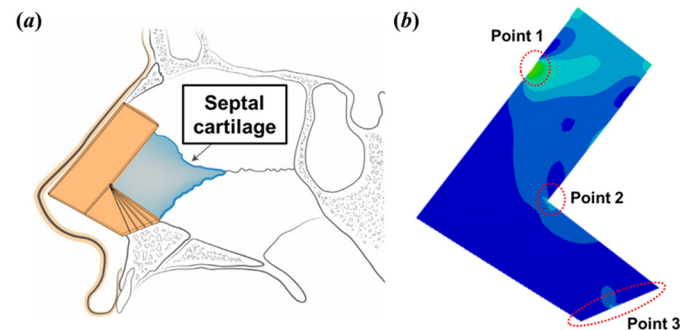 (a)
Septal
cartilage
(b)
Point 1
Point 2
Point 3